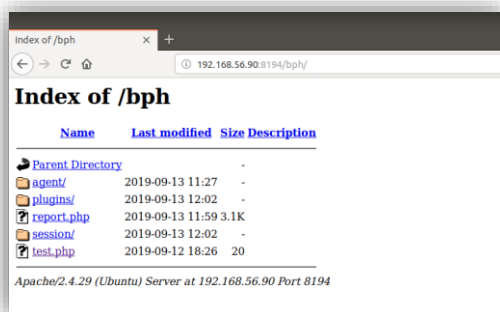 Index of /bph
192.168.56.90:8194/bph/
Index of /bph
Name Last modified Size Description
Parent Directory -
agent/ 2019-09-13 11:27 -
plugins/ 2019-09-13 12:02 -
report.php 2019-09-13 11:59 3.1K
session/ 2019-09-13 12:02 -
test.php 2019-09-12 18:26 20
Apache/2.4.29 (Ubuntu) Server at 192.168.56.90 Port 8194